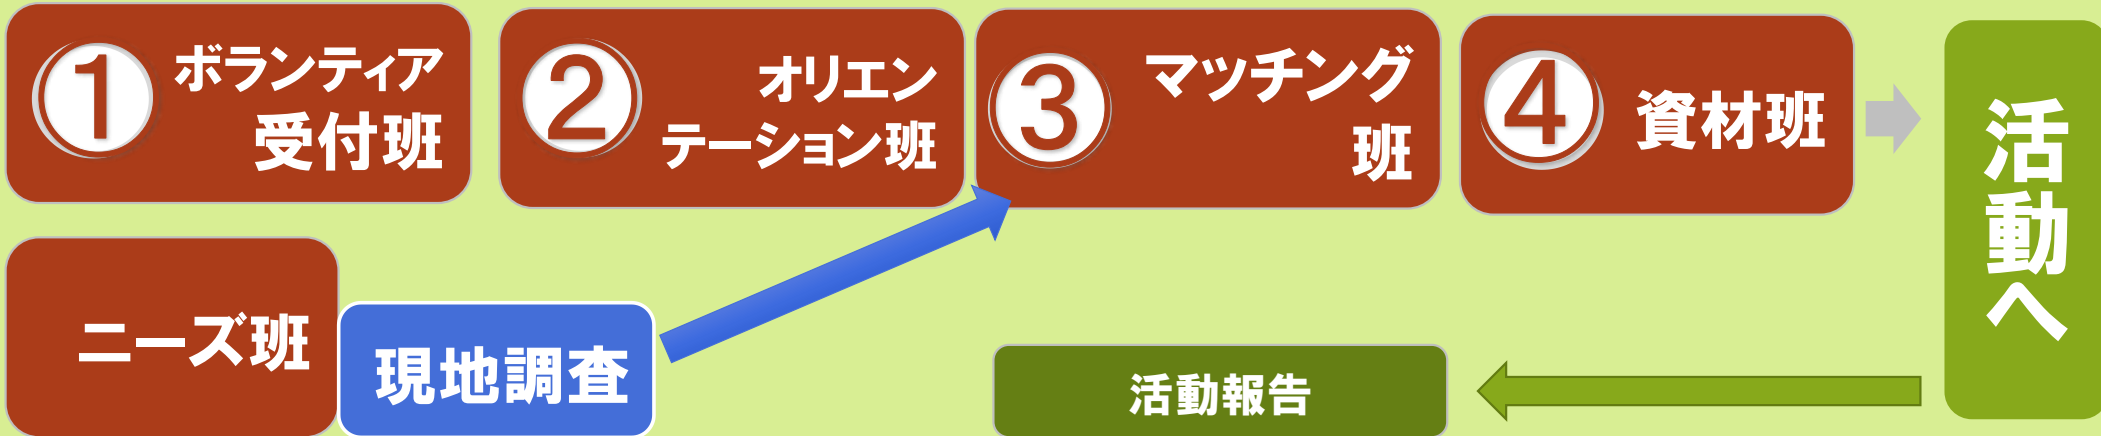 ①
ボランティア
受付班
②
オリエン
テーション班
③
マッチング
班
④
資材班
活動へ
ニーズ班
現地調査
活動報告